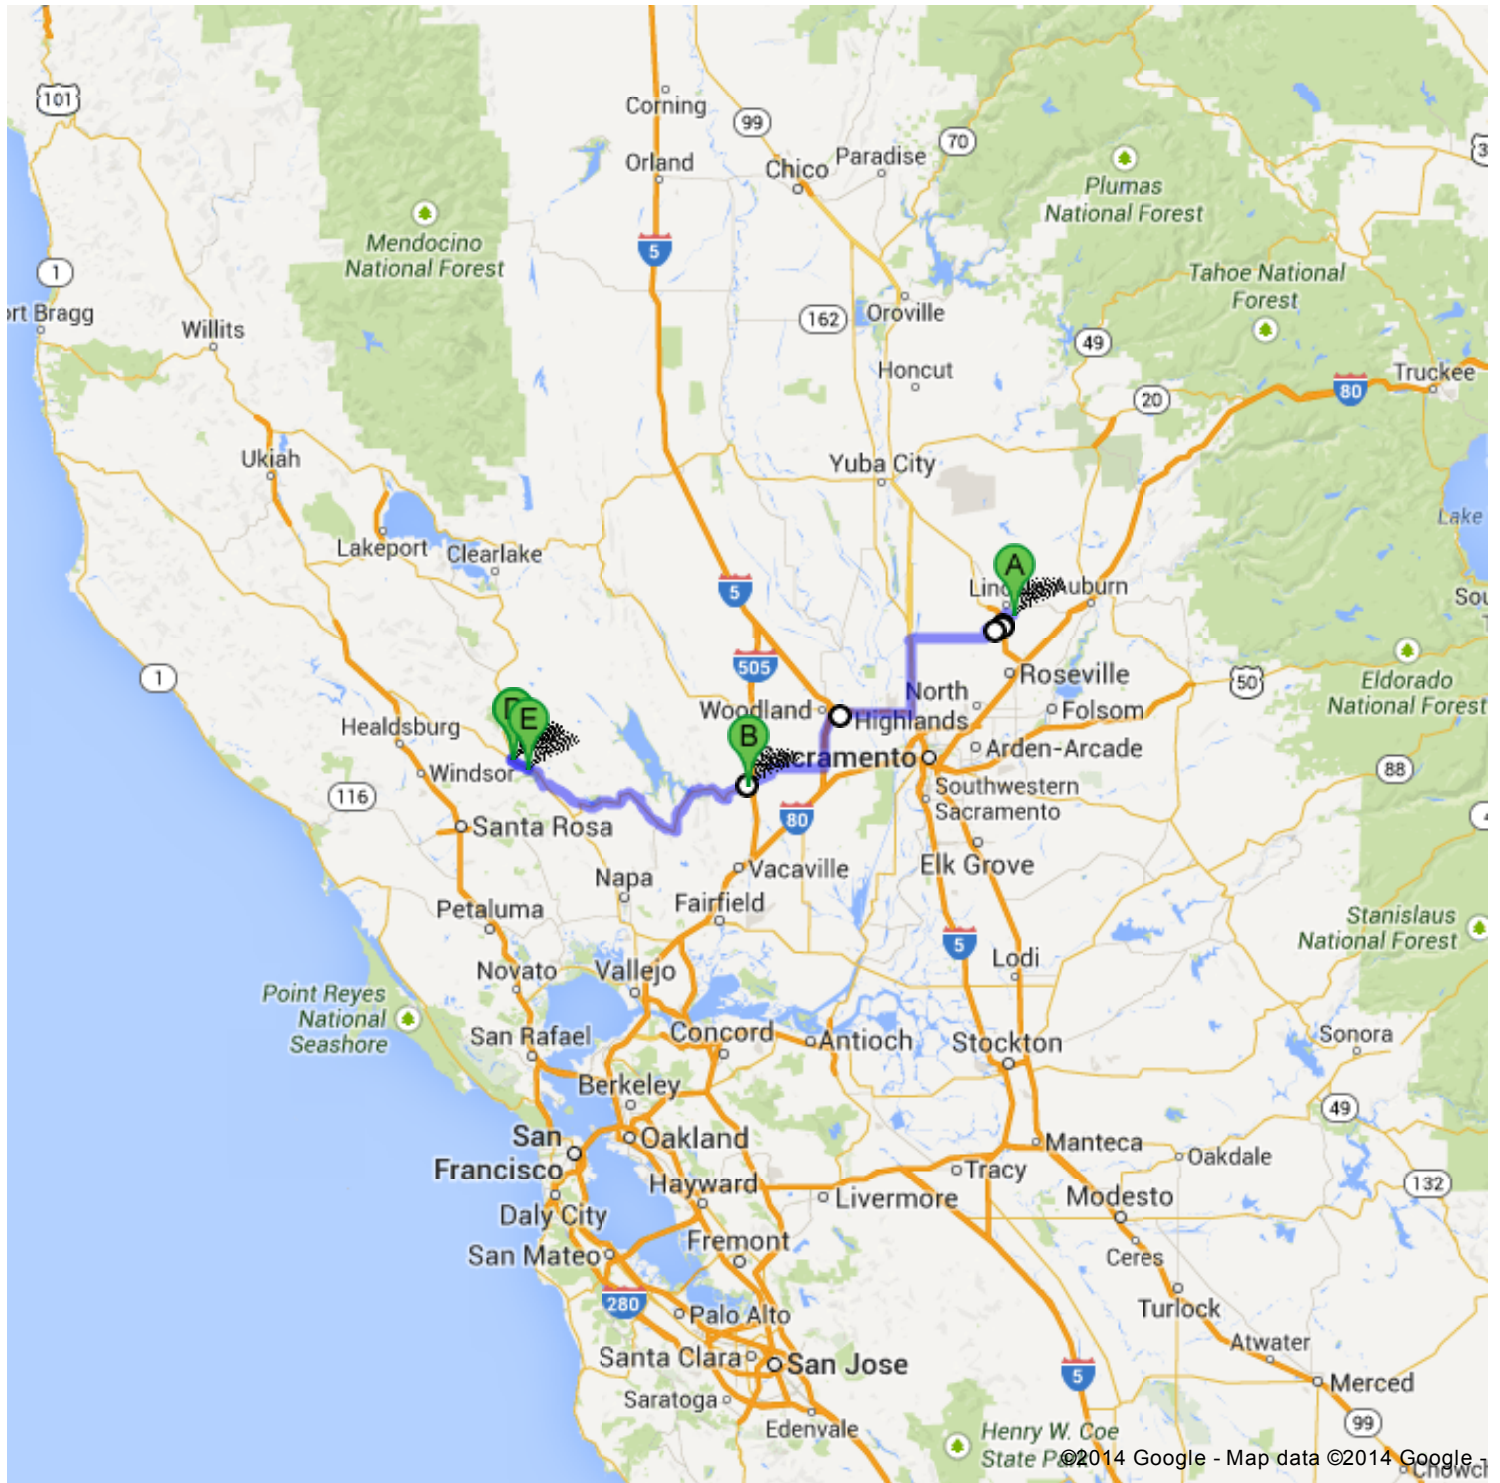 101
Corning
99
70
3
Orland
Chico
Paradise
Plumas
National Forest
Mendocino
National Forest
5
1
Tahoe National
Forest
ort Bragg
Willits
162
Oroville
49
Honcut
Truckee
80
20
Ukiah
Yuba City
Lake
Lakeport
Clearlake
A
Auburn
5
Sou
505
1
Roseville
50
Eldorado
National Forest
North
Highlands
Woodland
Folsom
Healdsburg
E
B
cramento
Arden-Arcade
Windsor
88
116
Southwestern
Sacramento
80
Santa Rosa
Vacaville
Elk Grove
Napa
Fairfield
Petaluma
Stanislaus
National Forest
5
Lodi
Novato
Vallejo
Point Reyes
National
Seashore
San Rafael
Concord
Antioch
Stockton
Sonora
Berkeley
49
San
Francisco
Oakland
Manteca
Oakdale
Hayward
Tracy
132
Livermore
Modesto
Daly City
San Mateo
Fremont
Ceres
280
Palo Alto
Turlock
Atwater
Santa Clara
San Jose
5
Merced
Saratoga
Edenvale
99
Henry W. Coe
State Park
©2014 Google - Map data ©2014 Google -
Chowch